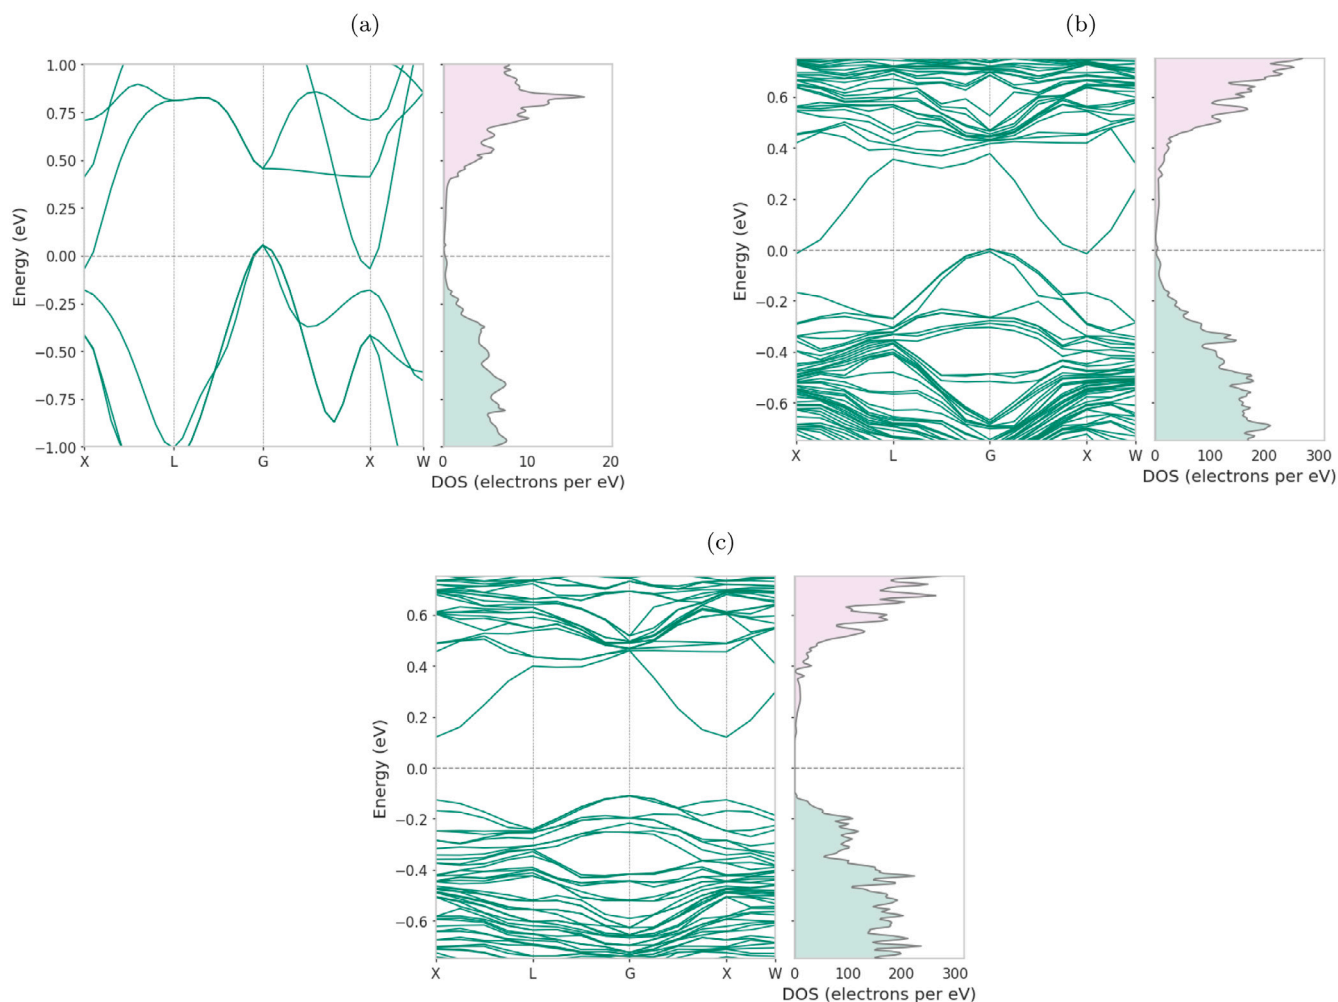 (a)
1.00
0.75
0.50
0.25
0.00
−0.25
−0.50
−0.75
−1.00
Energy (eV)
X L G X W
0 10 20
DOS (electrons per eV)
(b)
0.6
0.4
0.2
0.0
−0.2
−0.4
−0.6
Energy (eV)
X L G X W
0 100 200 300
DOS (electrons per eV)
(c)
0.6
0.4
0.2
0.0
−0.2
−0.4
−0.6
Energy (eV)
X L G X W
0 100 200 300
DOS (electrons per eV)